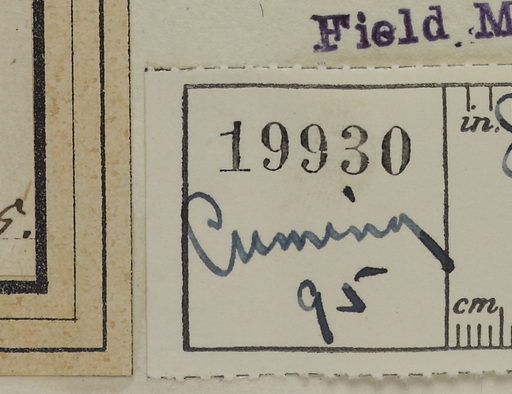 Field M
19930
in.
Cuming
95
cm
s.